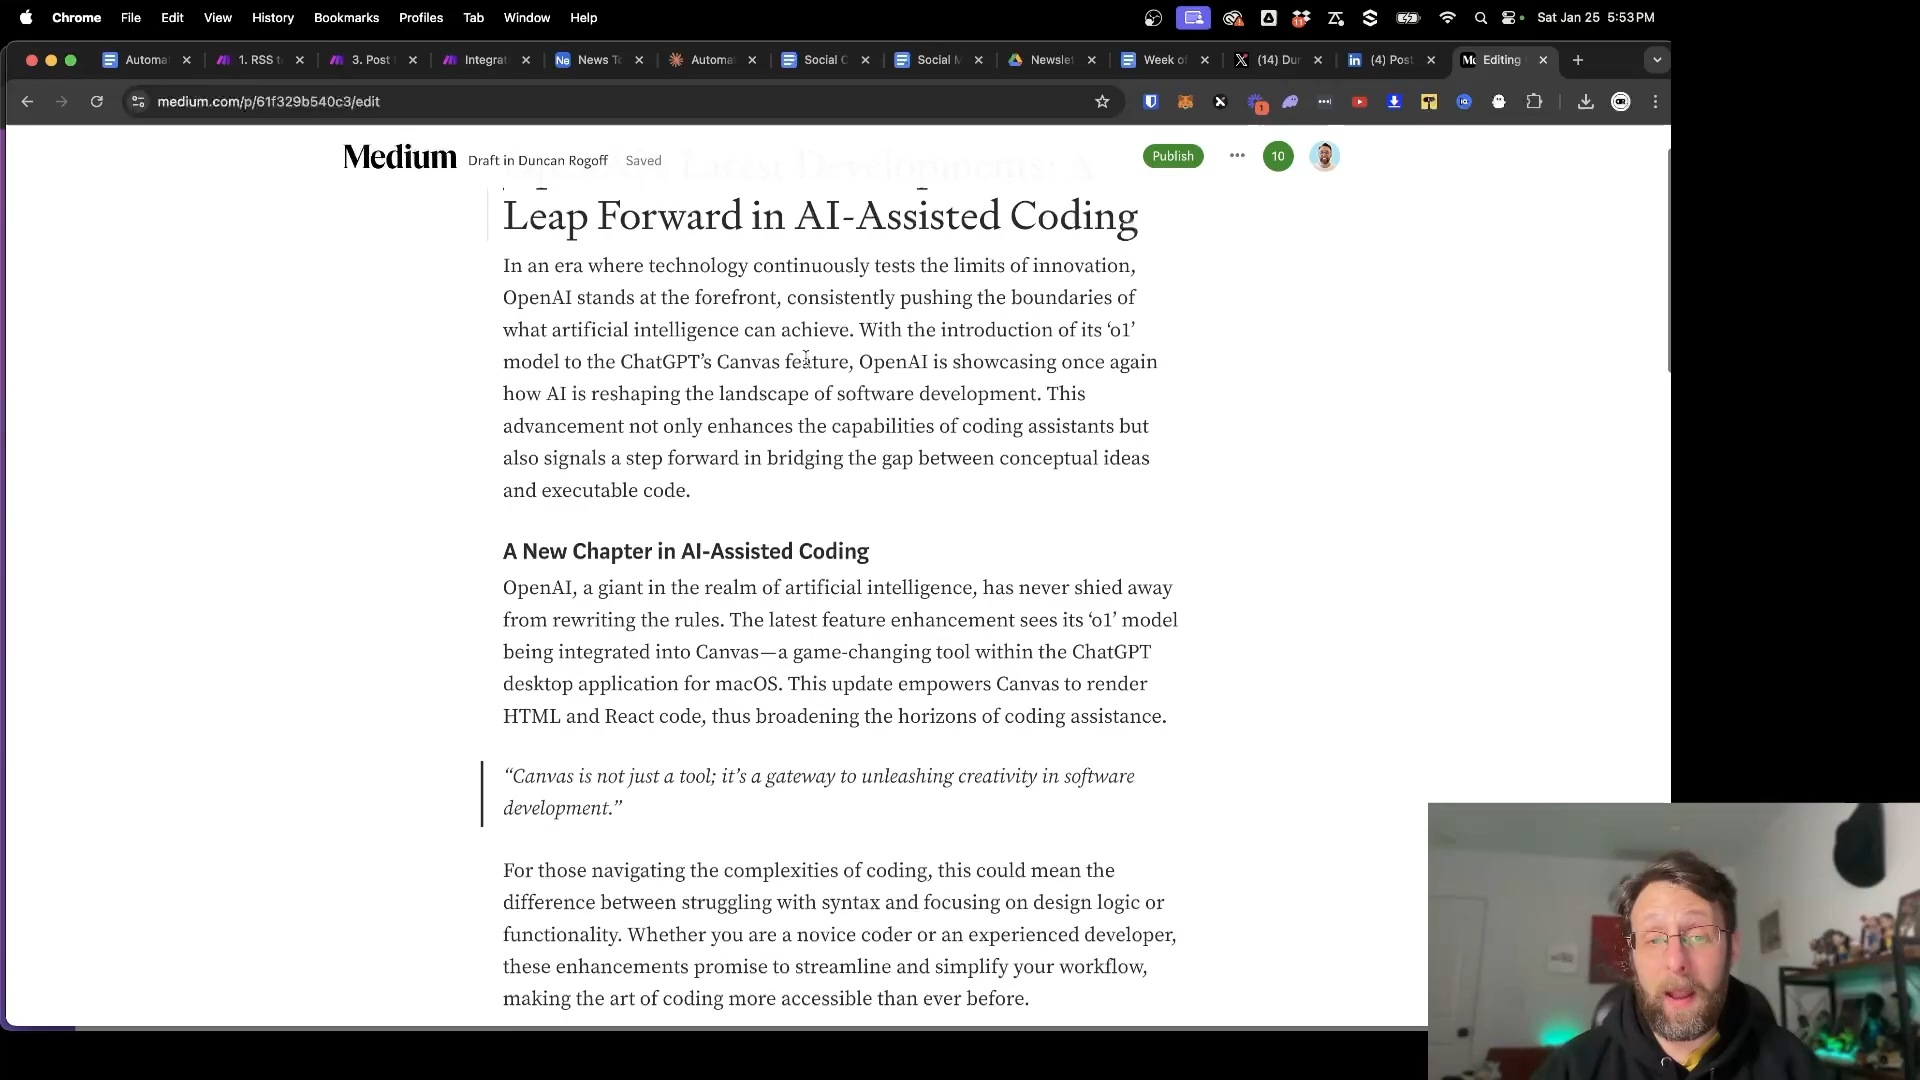 Chrome File Edit View History Bookmarks Profiles Tab Window Help
11
Sat Jan 25 5:53 PM
Automa
1. RSS t
3. Post
Integrat
News T
Automa
Social C
Social M
Newslet
Week of
(14) Dun
(4) Post
Editing
medium.com/p/61f329b540c3/edit
1
Medium
Draft in Duncan Rogoff
Saved
Publish
10
Latest Developments: A
Leap Forward in AI-Assisted Coding
In an era where technology continuously tests the limits of innovation,
OpenAI stands at the forefront, consistently pushing the boundaries of
what artificial intelligence can achieve. With the introduction of its ‘o1’
model to the ChatGPT’s Canvas feature, OpenAI is showcasing once again
how AI is reshaping the landscape of software development. This
advancement not only enhances the capabilities of coding assistants but
also signals a step forward in bridging the gap between conceptual ideas
and executable code.
A New Chapter in AI-Assisted Coding
OpenAI, a giant in the realm of artificial intelligence, has never shied away
from rewriting the rules. The latest feature enhancement sees its ‘o1’ model
being integrated into Canvas—a game-changing tool within the ChatGPT
desktop application for macOS. This update empowers Canvas to render
HTML and React code, thus broadening the horizons of coding assistance.
“Canvas is not just a tool; it’s a gateway to unleashing creativity in software
development.”
For those navigating the complexities of coding, this could mean the
difference between struggling with syntax and focusing on design logic or
functionality. Whether you are a novice coder or an experienced developer,
these enhancements promise to streamline and simplify your workflow,
making the art of coding more accessible than ever before.